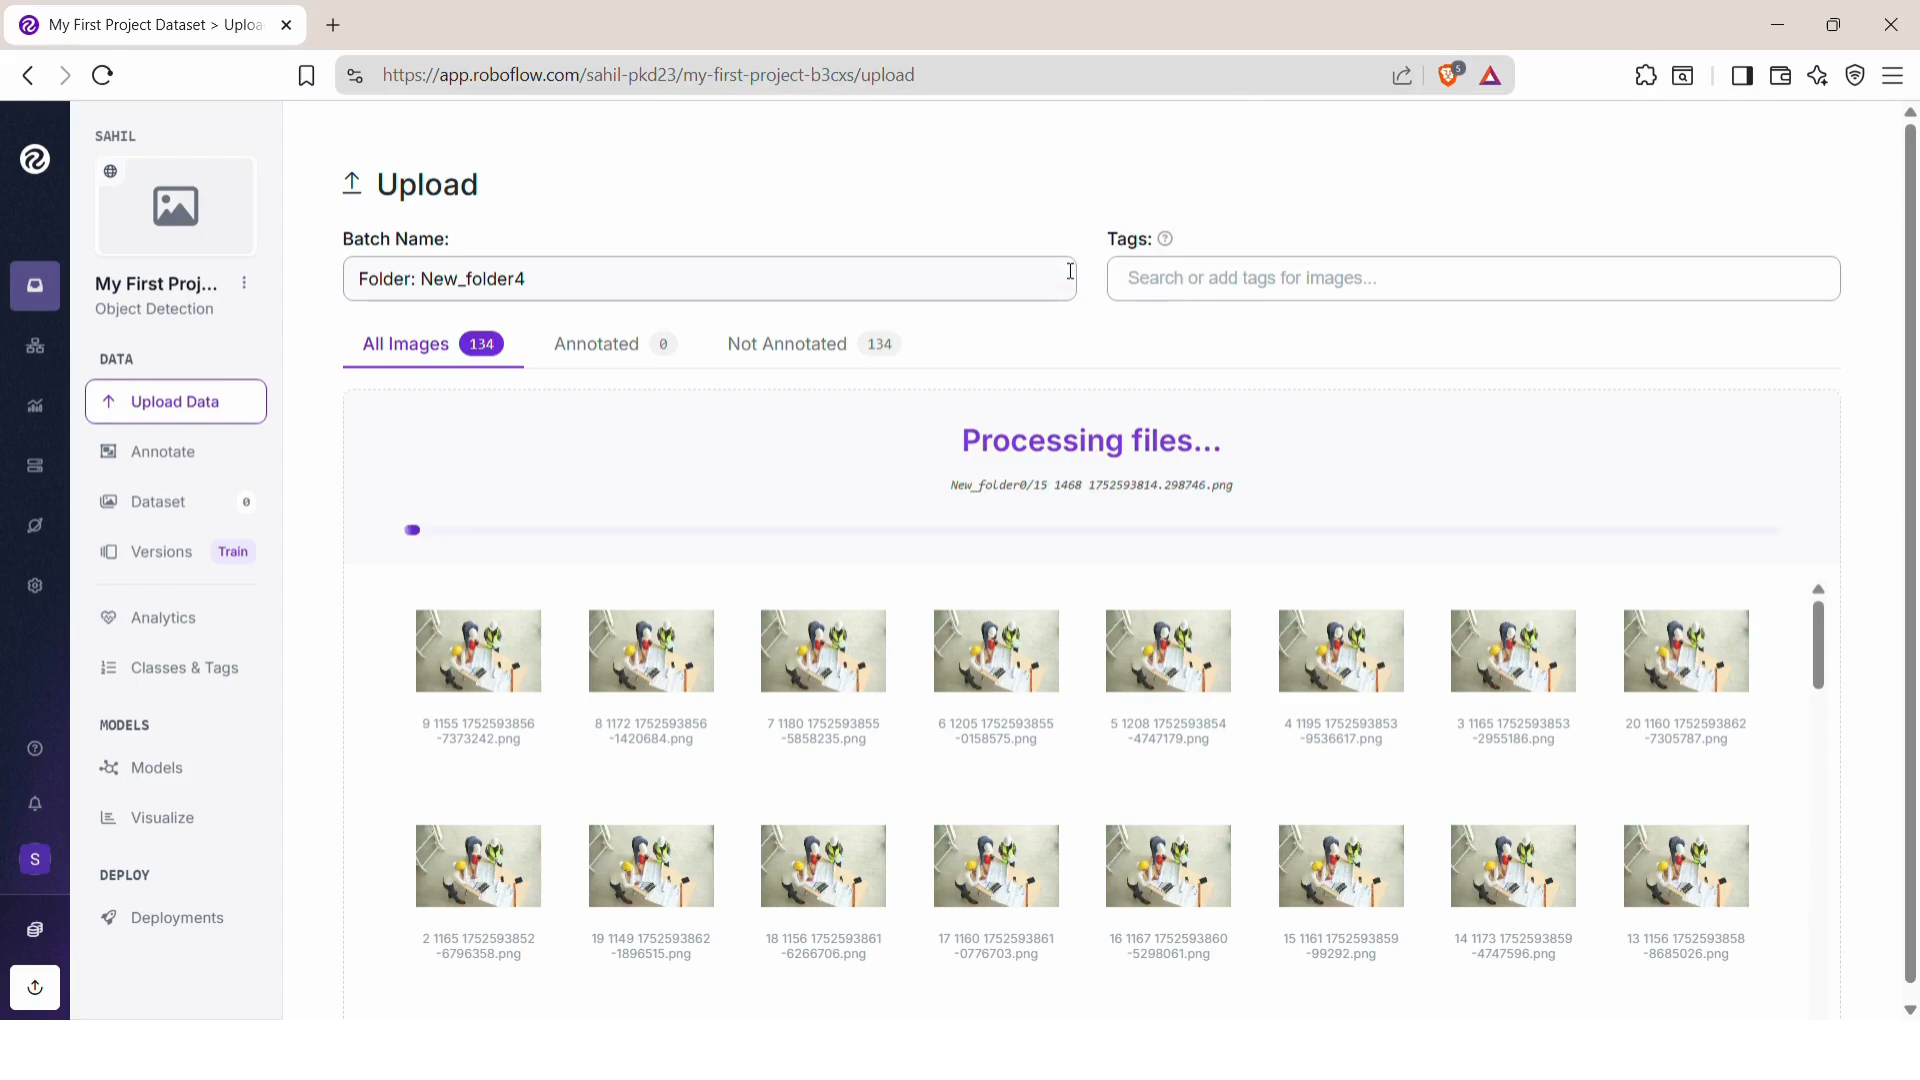 My First Project Dataset > Uploa
https://app.roboflow.com/sahil-pkd23/my-first-project-b3cxs/upload
5
SAHIL
My First Proj...
Object Detection
DATA
Upload Data
Annotate
Dataset 0
Versions Train
Analytics
Classes & Tags
MODELS
Models
Visualize
DEPLOY
Deployments
S
Upload
Batch Name:
Folder: New_folder4
Tags:
Search or add tags for images...
All Images 134
Annotated 0
Not Annotated 134
Processing files...
New_folder0/15 1468 1752593814.298746.png
9 1155 1752593856
-7373242.png
8 1172 1752593856
-1420684.png
7 1180 1752593855
-5858235.png
6 1205 1752593855
-0158575.png
5 1208 1752593854
-4747179.png
4 1195 1752593853
-9536617.png
3 1165 1752593853
-2955186.png
20 1160 1752593862
-7305787.png
2 1165 1752593852
-6796358.png
19 1149 1752593862
-1896515.png
18 1156 1752593861
-6266706.png
17 1160 1752593861
-0776703.png
16 1167 1752593860
-5298061.png
15 1161 1752593859
-99292.png
14 1173 1752593859
-4747596.png
13 1156 1752593858
-8685026.png